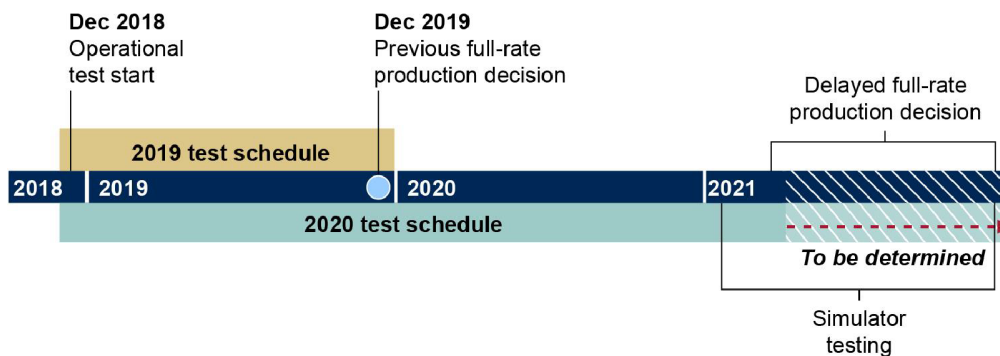 Dec 2018
Operational
test start
Dec 2019
Previous full-rate
production decision
Delayed full-rate
production decision
2019 test schedule
2018
2019
2020
2021
2020 test schedule
To be determined
Simulator
testing